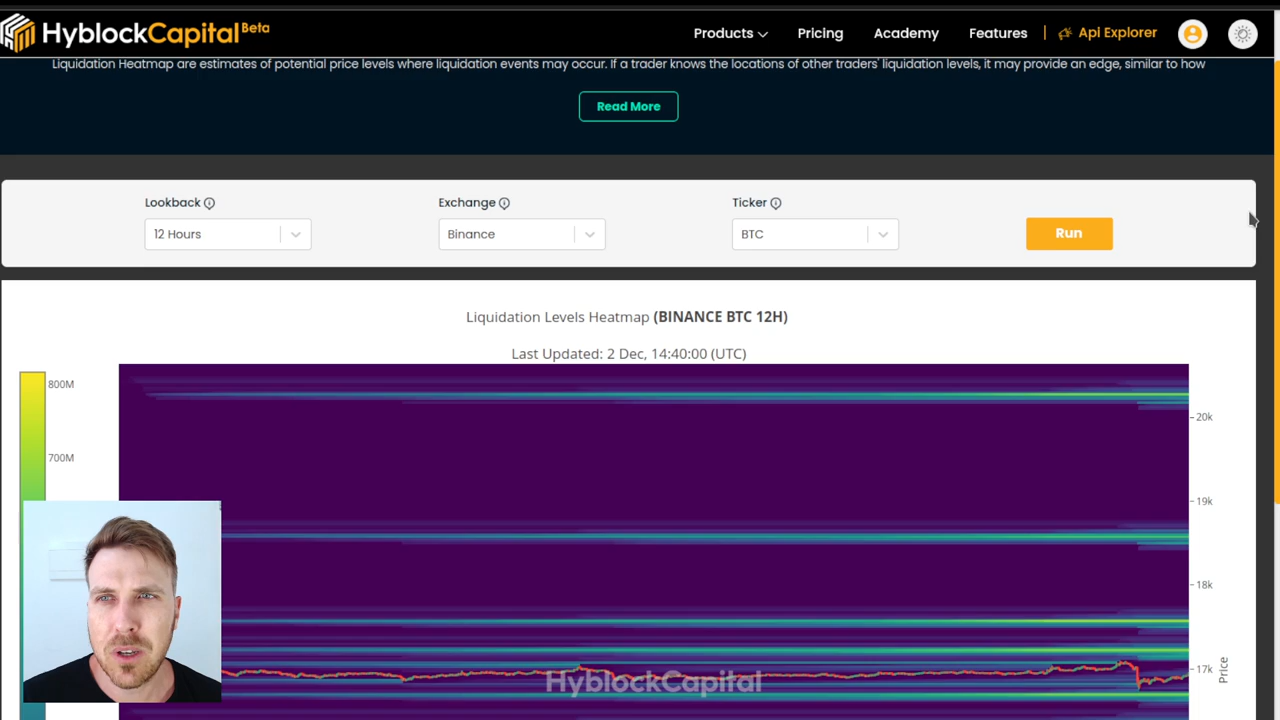 HyblockCapital Beta
Products
Pricing
Academy
Features
Api Explorer
Liquidation Heatmap are estimates of potential price levels where liquidation events may occur. If a trader knows the locations of other traders' liquidation levels, it may provide an edge, similar to how
Read More
Lookback
Exchange
Ticker
12 Hours
Binance
BTC
Run
Liquidation Levels Heatmap (BINANCE BTC 12H)
Last Updated: 2 Dec, 14:40:00 (UTC)
800M
700M
20k
19k
18k
17k
Price
HyblockCapital